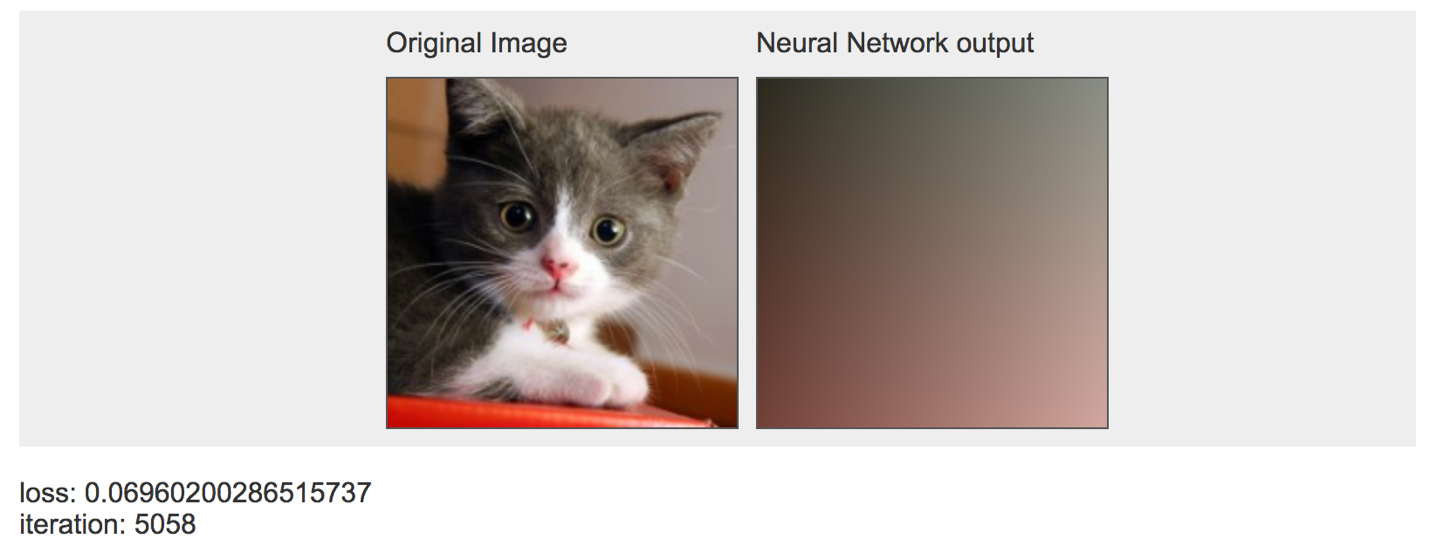 Original Image
Neural Network output
loss: 0.06960200286515737
iteration: 5058